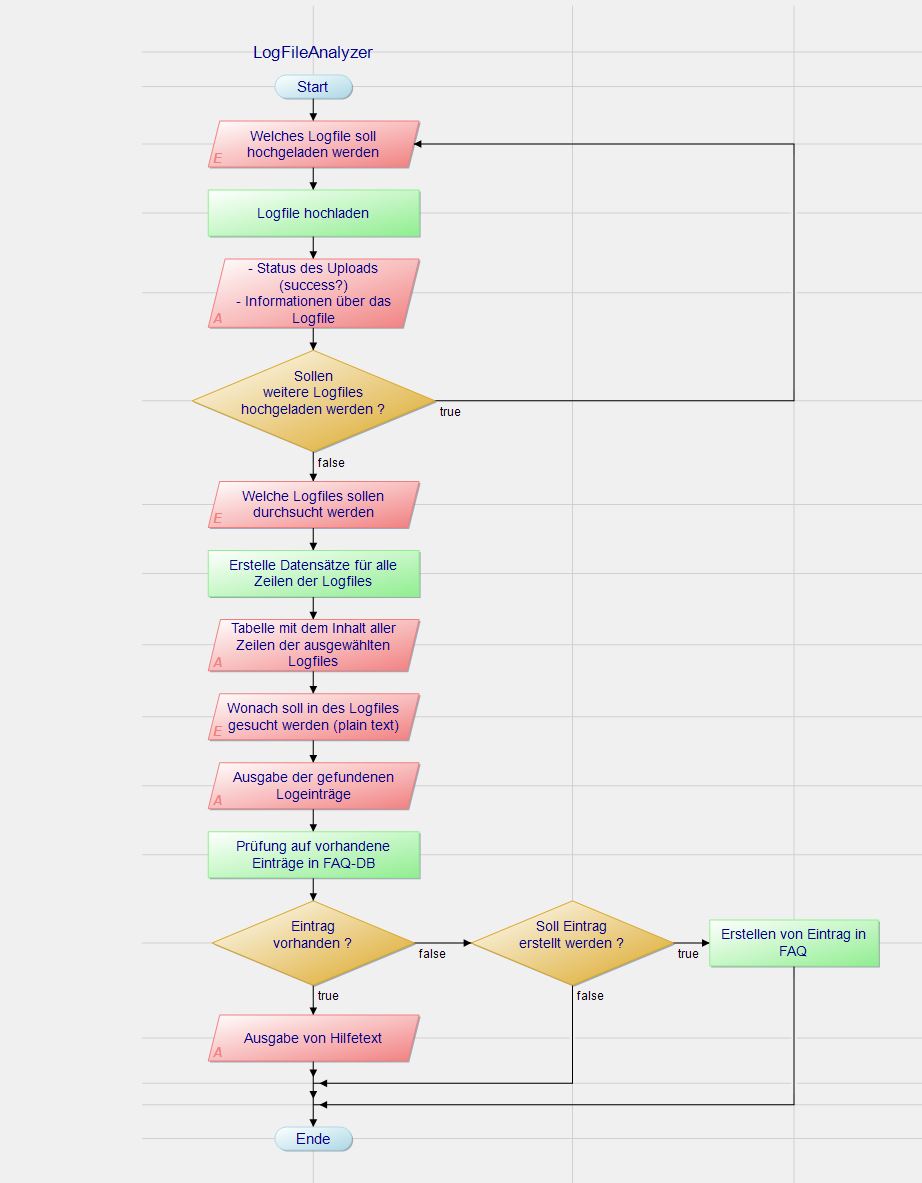 LogFileAnalyzer
Start
Welches Logfile soll
hochgeladen werden
E
Logfile hochladen
- Status des Uploads
(success?)
- Informationen über das
Logfile
A
Sollen
weitere Logfiles
hochgeladen werden ?
true
false
Welche Logfiles sollen
durchsucht werden
E
Erstelle Datensätze für alle
Zeilen der Logfiles
Tabelle mit dem Inhalt aller
Zeilen der ausgewählten
Logfiles
A
Wonach soll in des Logfiles
gesucht werden (plain text)
E
Ausgabe der gefundenen
Logeinträge
A
Prüfung auf vorhandene
Einträge in FAQ-DB
Eintrag
vorhanden ?
false
true
Soll Eintrag
erstellt werden ?
true
false
Erstellen von Eintrag in
FAQ
Ausgabe von Hilfetext
A
Ende